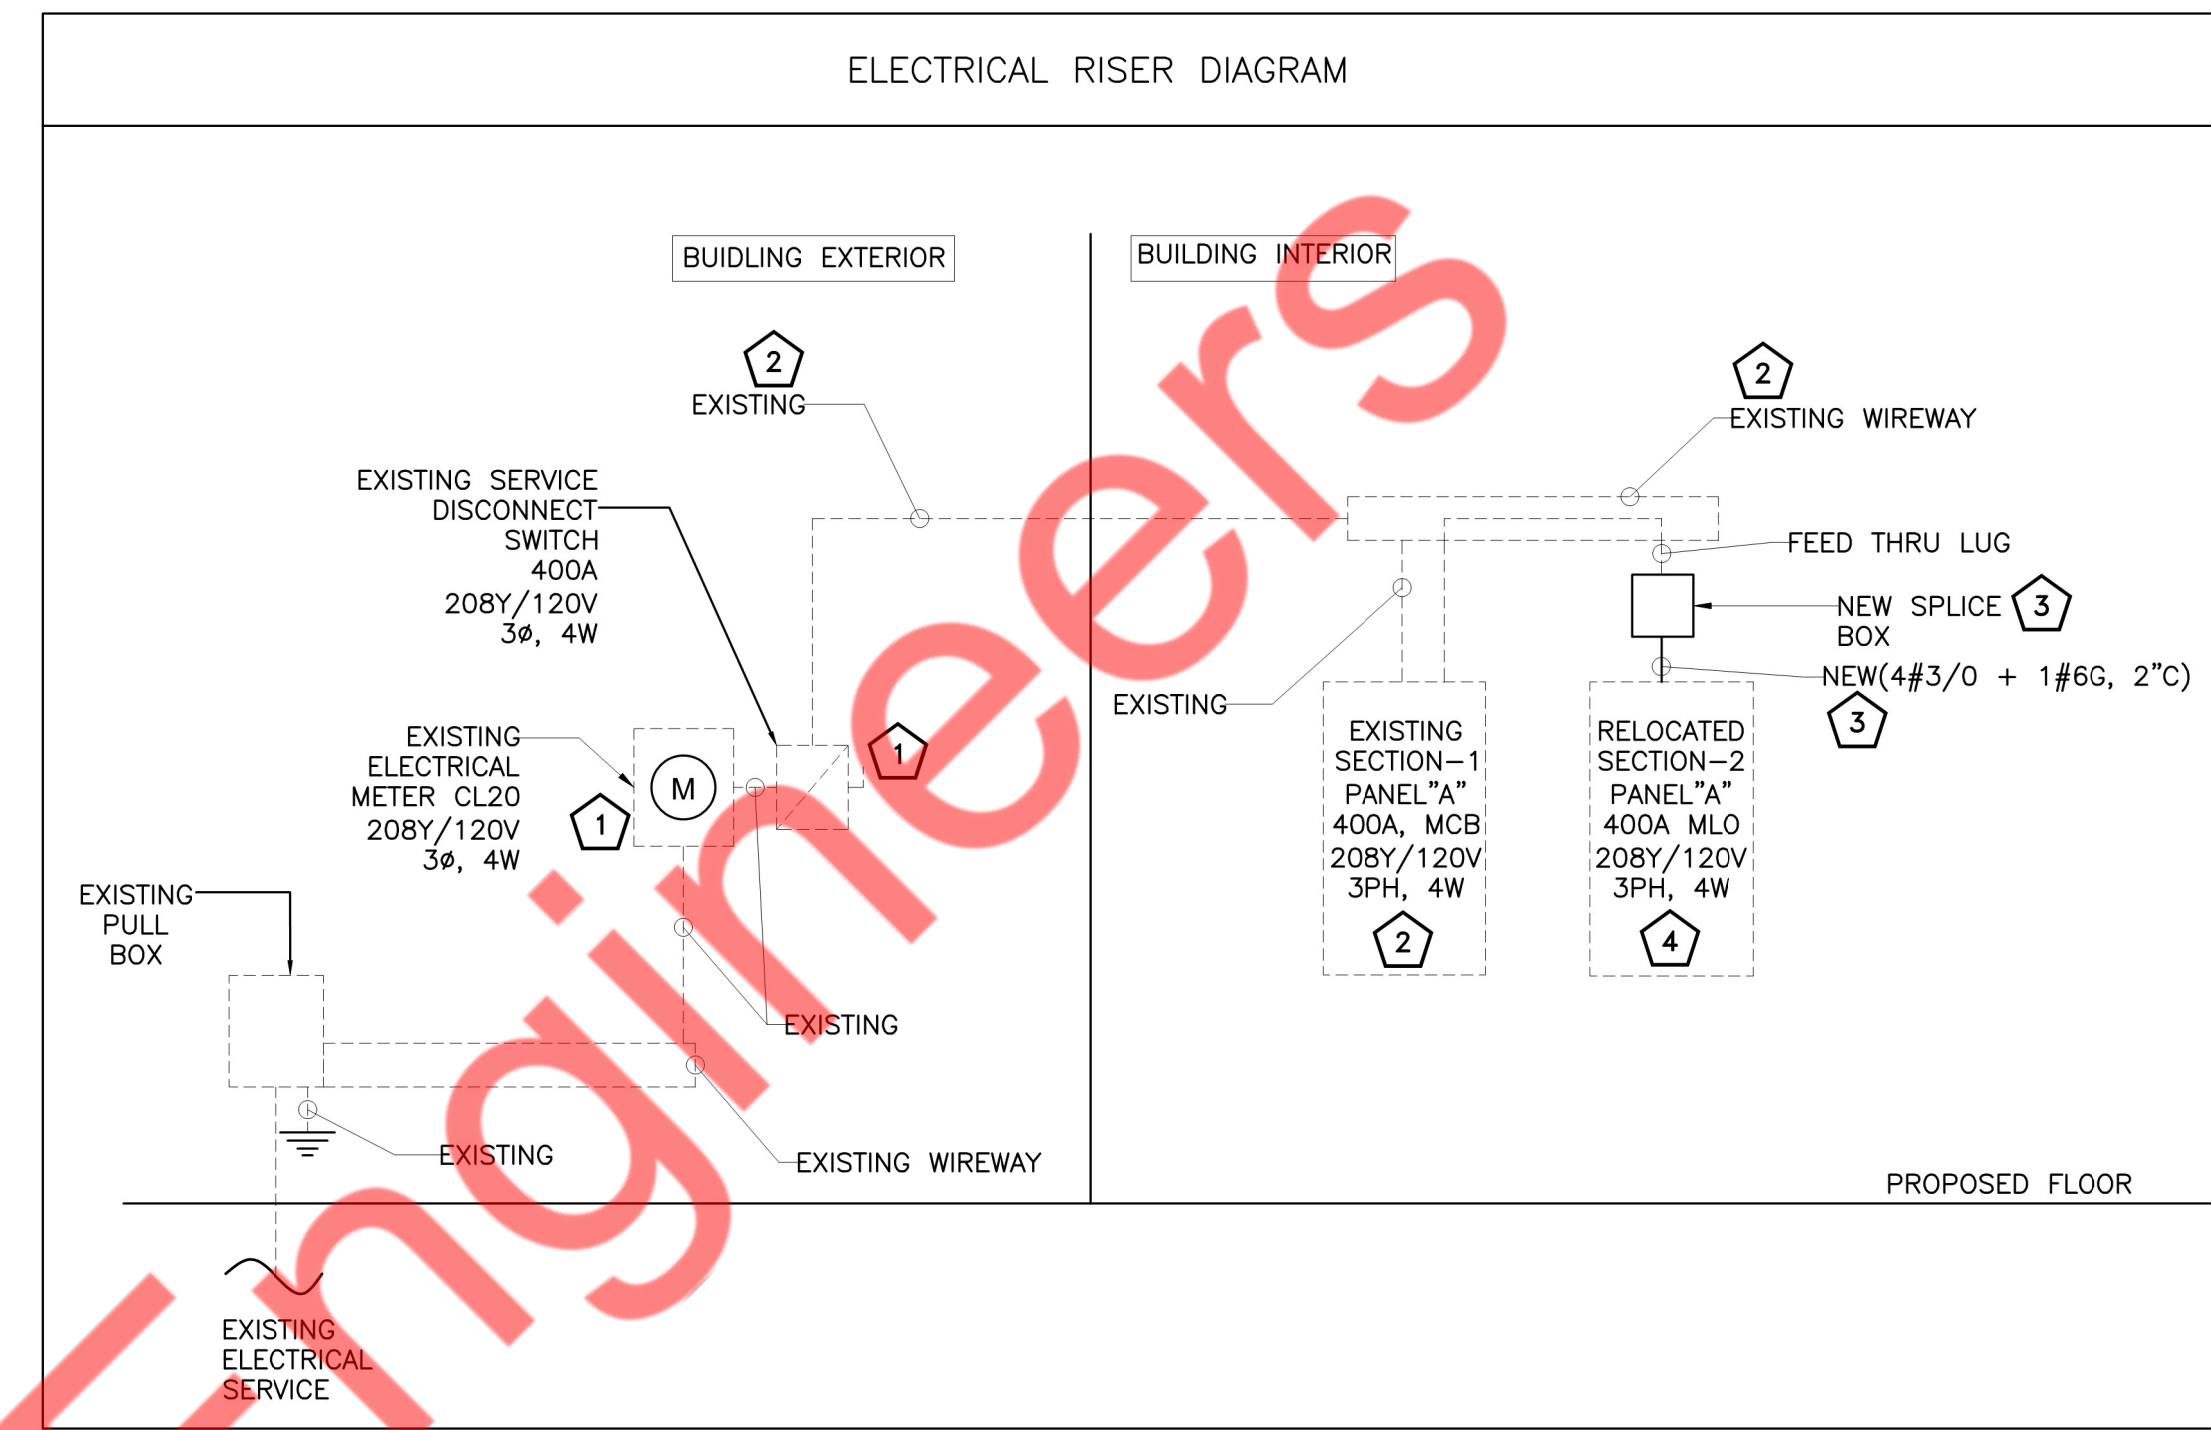 ELECTRICAL RISER DIAGRAM
BUIDLING EXTERIOR
BUILDING INTERIOR
2
EXISTING
2
EXISTING WIREWAY
EXISTING SERVICE
DISCONNECT
SWITCH
400A
208Y/120V
3ø, 4W
FEED THRU LUG
NEW SPLICE
BOX
3
NEW(4#3/0 + 1#6G, 2"C)
3
EXISTING
EXISTING
ELECTRICAL
METER CL20
208Y/120V
3ø, 4W
1
M
1
EXISTING
SECTION-1
PANEL"A"
400A, MCB
208Y/120V
3PH, 4W
2
RELOCATED
SECTION-2
PANEL"A"
400A MLO
208Y/120V
3PH, 4W
4
EXISTING
PULL
BOX
EXISTING
EXISTING
EXISTING WIREWAY
PROPOSED FLOOR
EXISTING
ELECTRICAL
SERVICE
Engineers